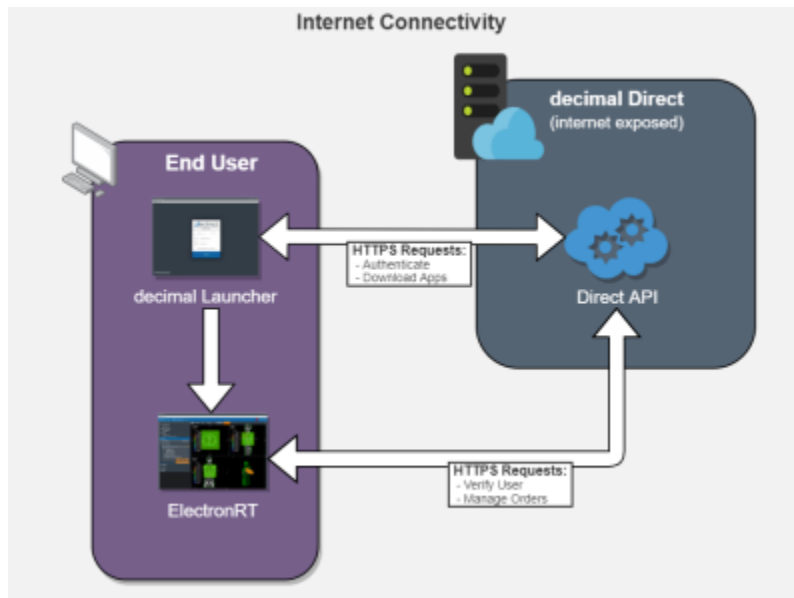 Internet Connectivity
decimal Direct
(internet exposed)
End User
HTTPS Requests:
- Authenticate
- Download Apps
decimal Launcher
Direct API
HTTPS Requests:
- Verify User
- Manage Orders
ElectronRT